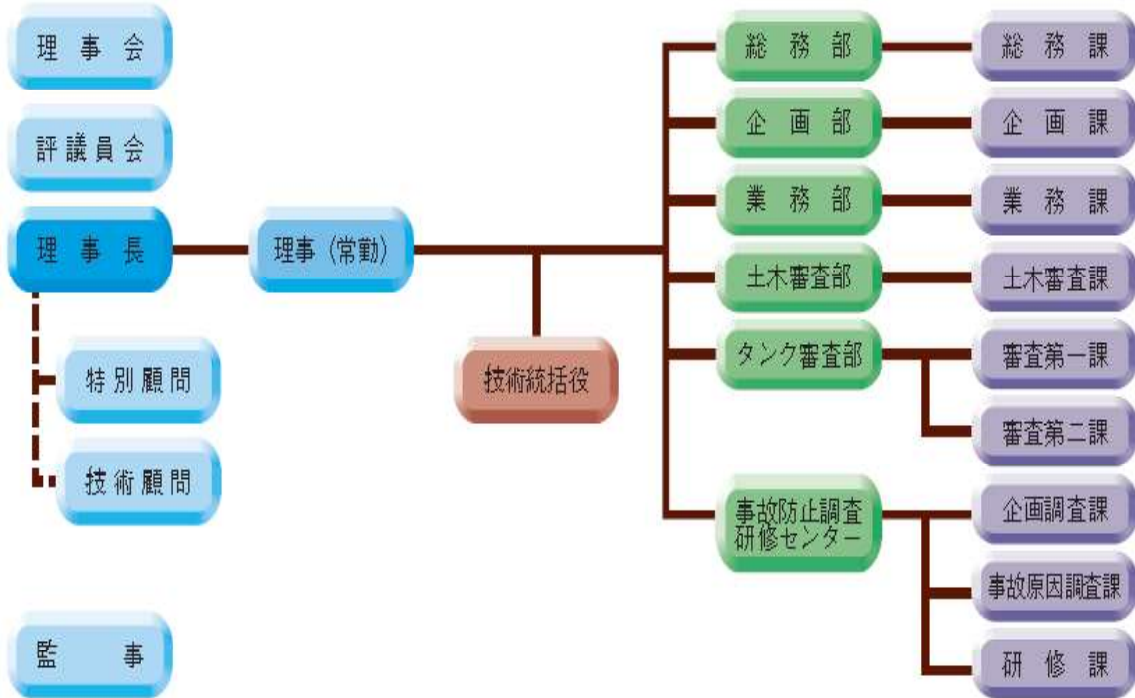 理事会
評議員会
理事長
特別顧問
技術顧問
監事
理事（常勤）
技術統括役
総務部
企画部
業務部
土木審査部
タンク審査部
事故防止調査
研修センター
総務課
企画課
業務課
土木審査課
審査第一課
審査第二課
企画調査課
事故原因調査課
研修課